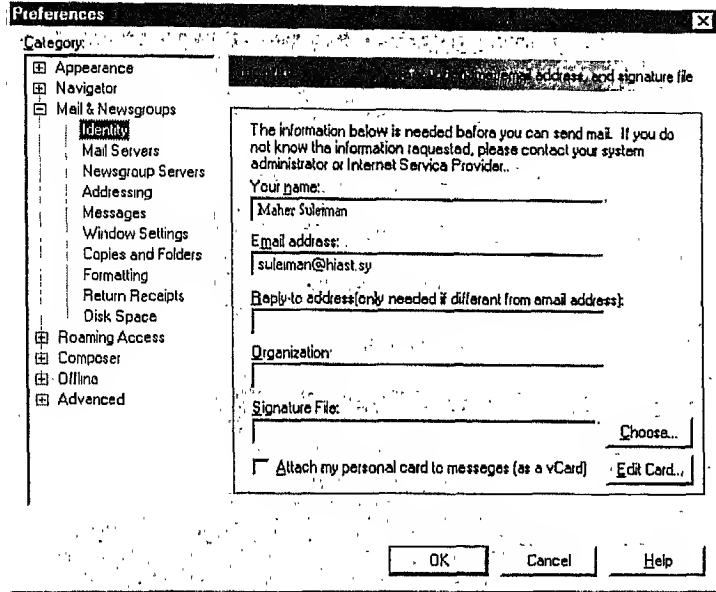 Preferences
Category:
Appearance
Navigator
Mail & Newsgroups
Identity
Mail Servers
Newsgroup Servers
Addressing
Messages
Window Settings
Copies and Folders
Formatting
Return Receipts
Disk Space
Roaming Access
Composer
Offline
Advanced
email address, and signature file
The information below is needed before you can send mail. If you do
not know the information requested, please contact your system
administrator or Internet Service Provider..
Your name:
Maher Suleiman
Email address:
suleiman@hiast.sy
Reply-to address(only needed if different from email address):
Organization:
Signature File:
Choose...
Attach my personal card to messages (as a vCard)
Edit Card...
OK
Cancel
Help